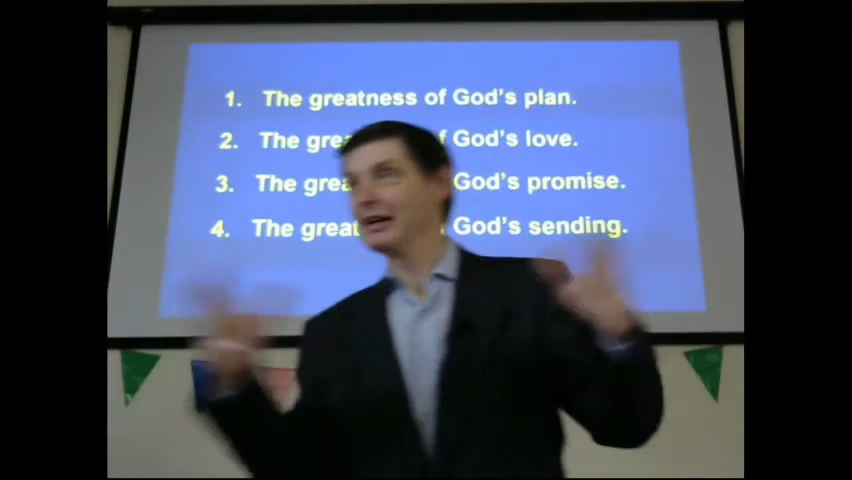 1. The greatness of God's plan.
2. The God's love.
3. The God's promise.
4. The God's sending.